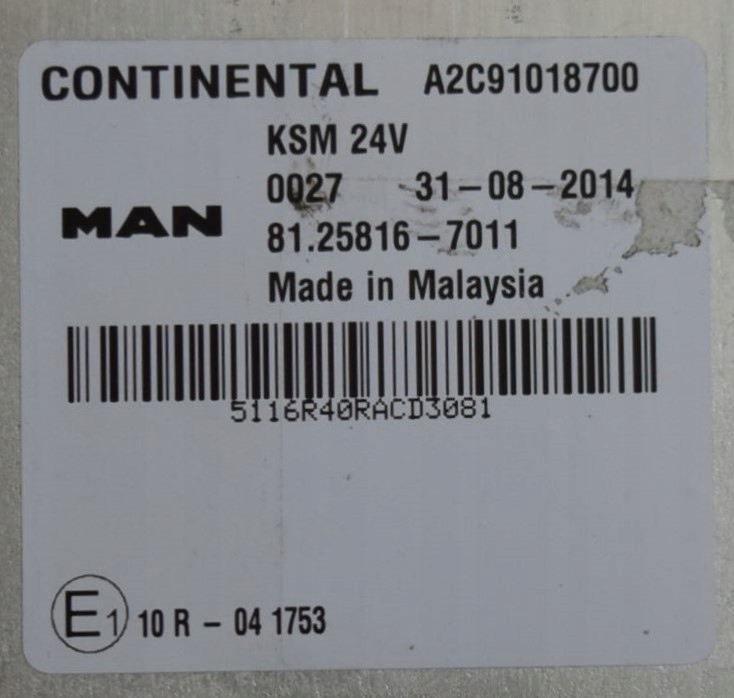 CONTINENTAL A2C91018700
KSM 24V
0027 31-08-2014
MAN
81.25816-7011
Made in Malaysia
5116R40RACD3081
E1 10 R - 04 1753